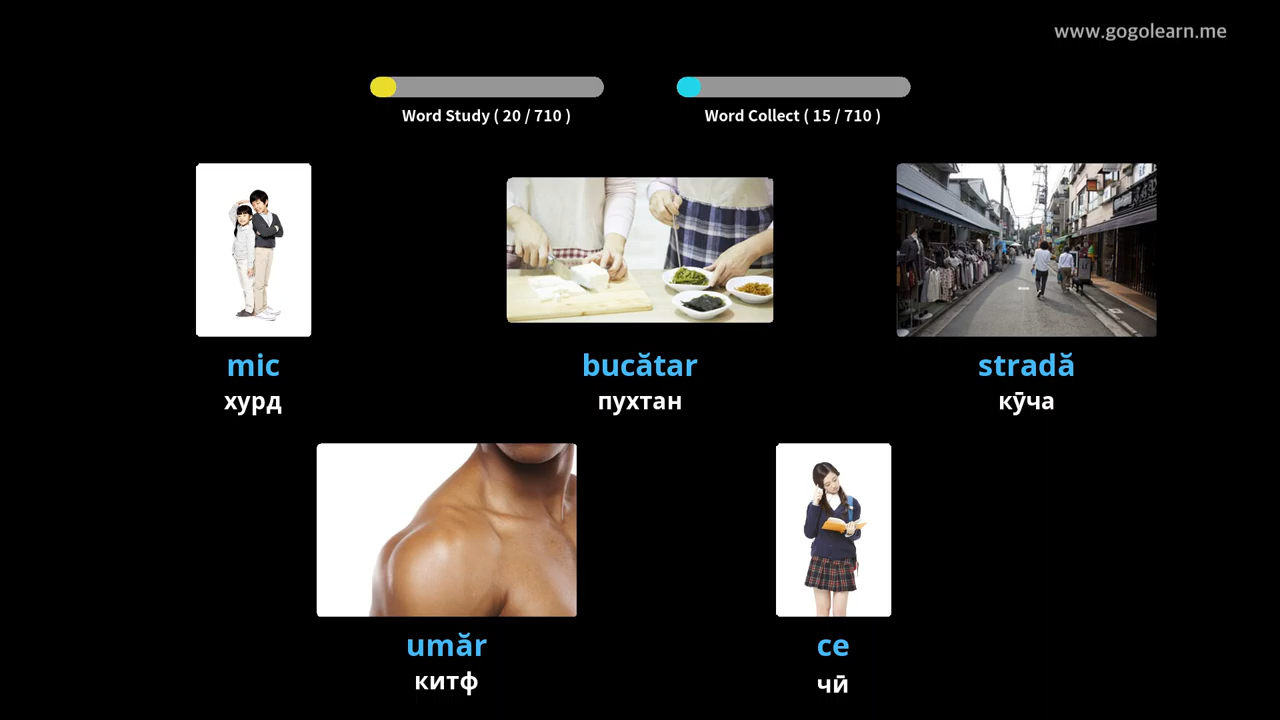 www.gogolearn.me
Word Study ( 20 / 710 )
Word Collect ( 15 / 710 )
mic
хурд
bucătar
пухтан
stradă
кӯча
umăr
китф
ce
чӣ